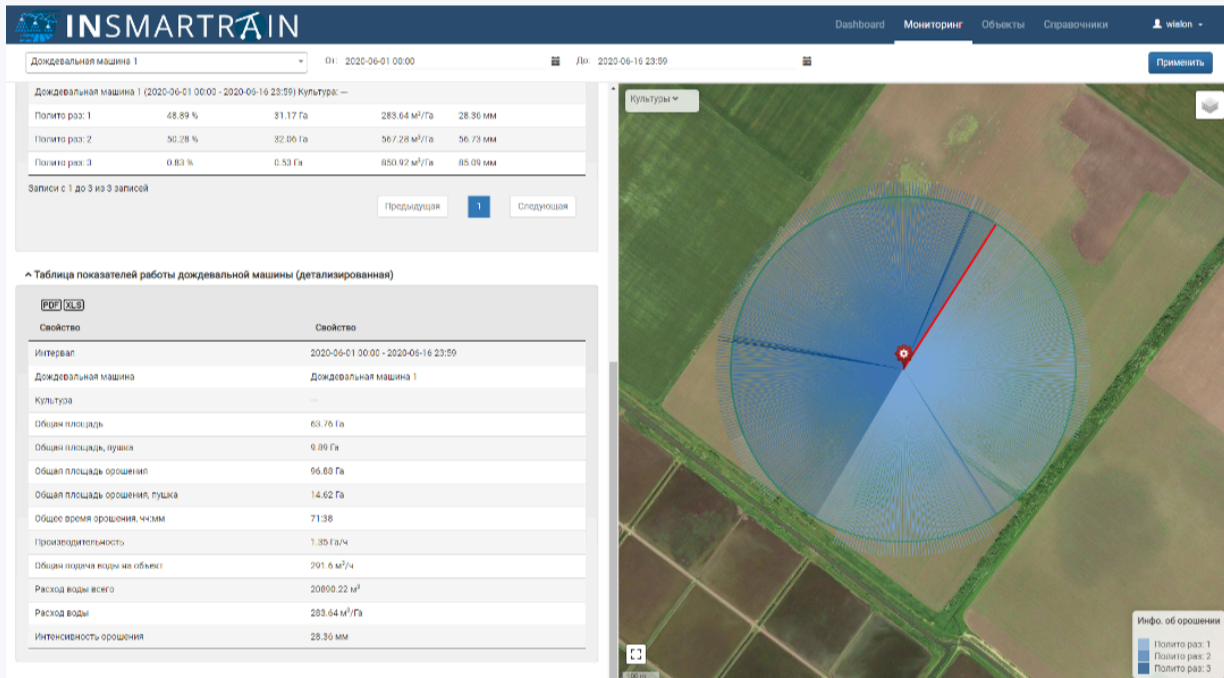 INSMARTRAIN
Dashboard Мониторинг Объекты Справочники wialon
Дождевальная машина 1 От: 2020-06-01 00:00 До: 2020-06-16 23:59 Применить
Дождевальная машина 1 (2020-06-01 00:00 - 2020-06-16 23:59) Культура: —
Полито раз: 1 48.89 % 31.17 Га 283.64 м³/Га 28.36 мм
Полито раз: 2 50.28 % 32.06 Га 567.28 м³/Га 56.73 мм
Полито раз: 3 0.83 % 0.53 Га 850.92 м³/Га 85.09 мм
Записи с 1 до 3 из 3 записей
Предыдущая 1 Следующая
Таблица показателей работы дождевальной машины (детализированная)
PDF XLS
Свойство Свойство
Интервал 2020-06-01 00:00 - 2020-06-16 23:59
Дождевальная машина Дождевальная машина 1
Культура —
Общая площадь 63.76 Га
Общая площадь, пушка 9.89 Га
Общая площадь орошения 96.88 Га
Общая площадь орошения, пушка 14.62 Га
Общее время орошения, чч:мм 71:38
Производительность 1.35 Га/ч
Общая подача воды на объект 291.6 м³/ч
Расход воды всего 20890.22 м³
Расход воды 283.64 м³/Га
Интенсивность орошения 28.36 мм
Культуры
Инфо. об орошении
Полито раз: 1
Полито раз: 2
Полито раз: 3